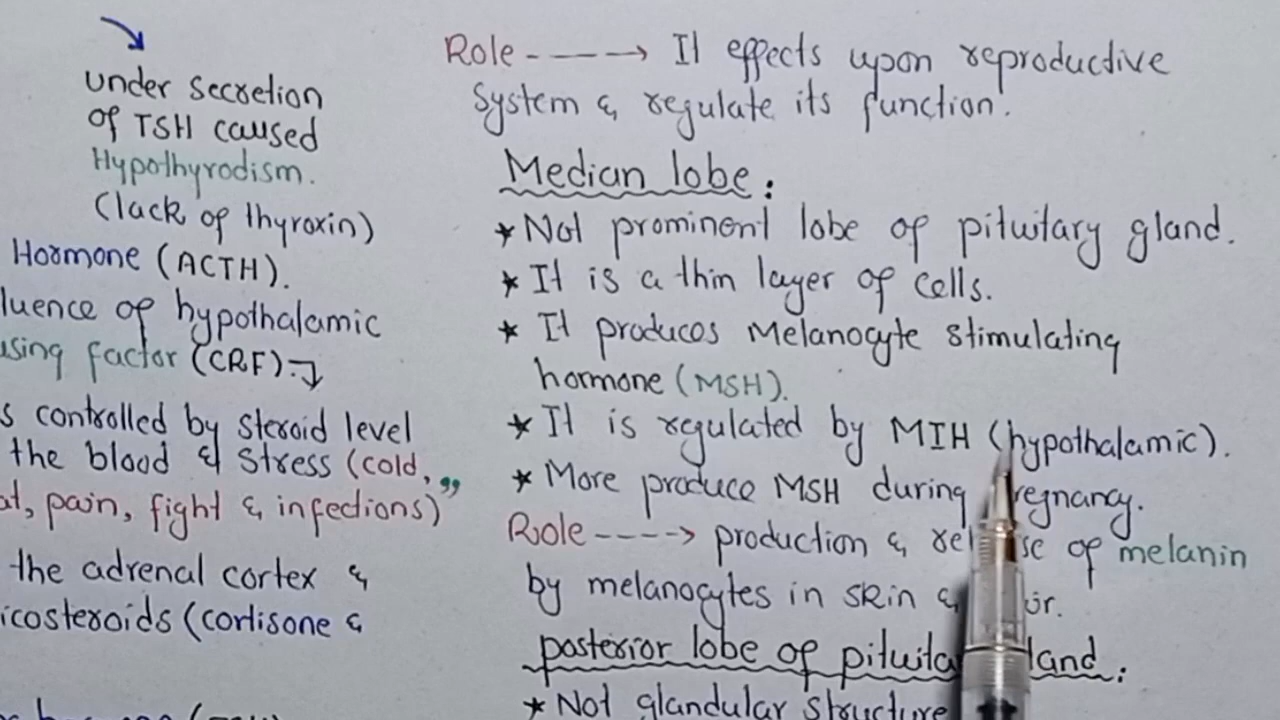 under secretion
of TSH caused
Hypothyrodism.
(lack of thyroxin)
Hormone (ACTH).
luence of hypothalamic
sing factor (CRF).
s controlled by steroid level
the blood & stress (cold,
at, pain, fight & infections)"
the adrenal cortex &
icosteroids (cortisone &
Role → It effects upon reproductive
System & regulate its function.
Median lobe:
* Not prominent lobe of pituitary gland.
* It is a thin layer of cells.
* It produces Melanocyte stimulating
hormone (MSH).
* It is regulated by MIH (hypothalamic).
* More produce MSH during pregnancy.
Role ----> production & of melanin
by melanocytes in skin &
posterior lobe of
* Not glandular structure